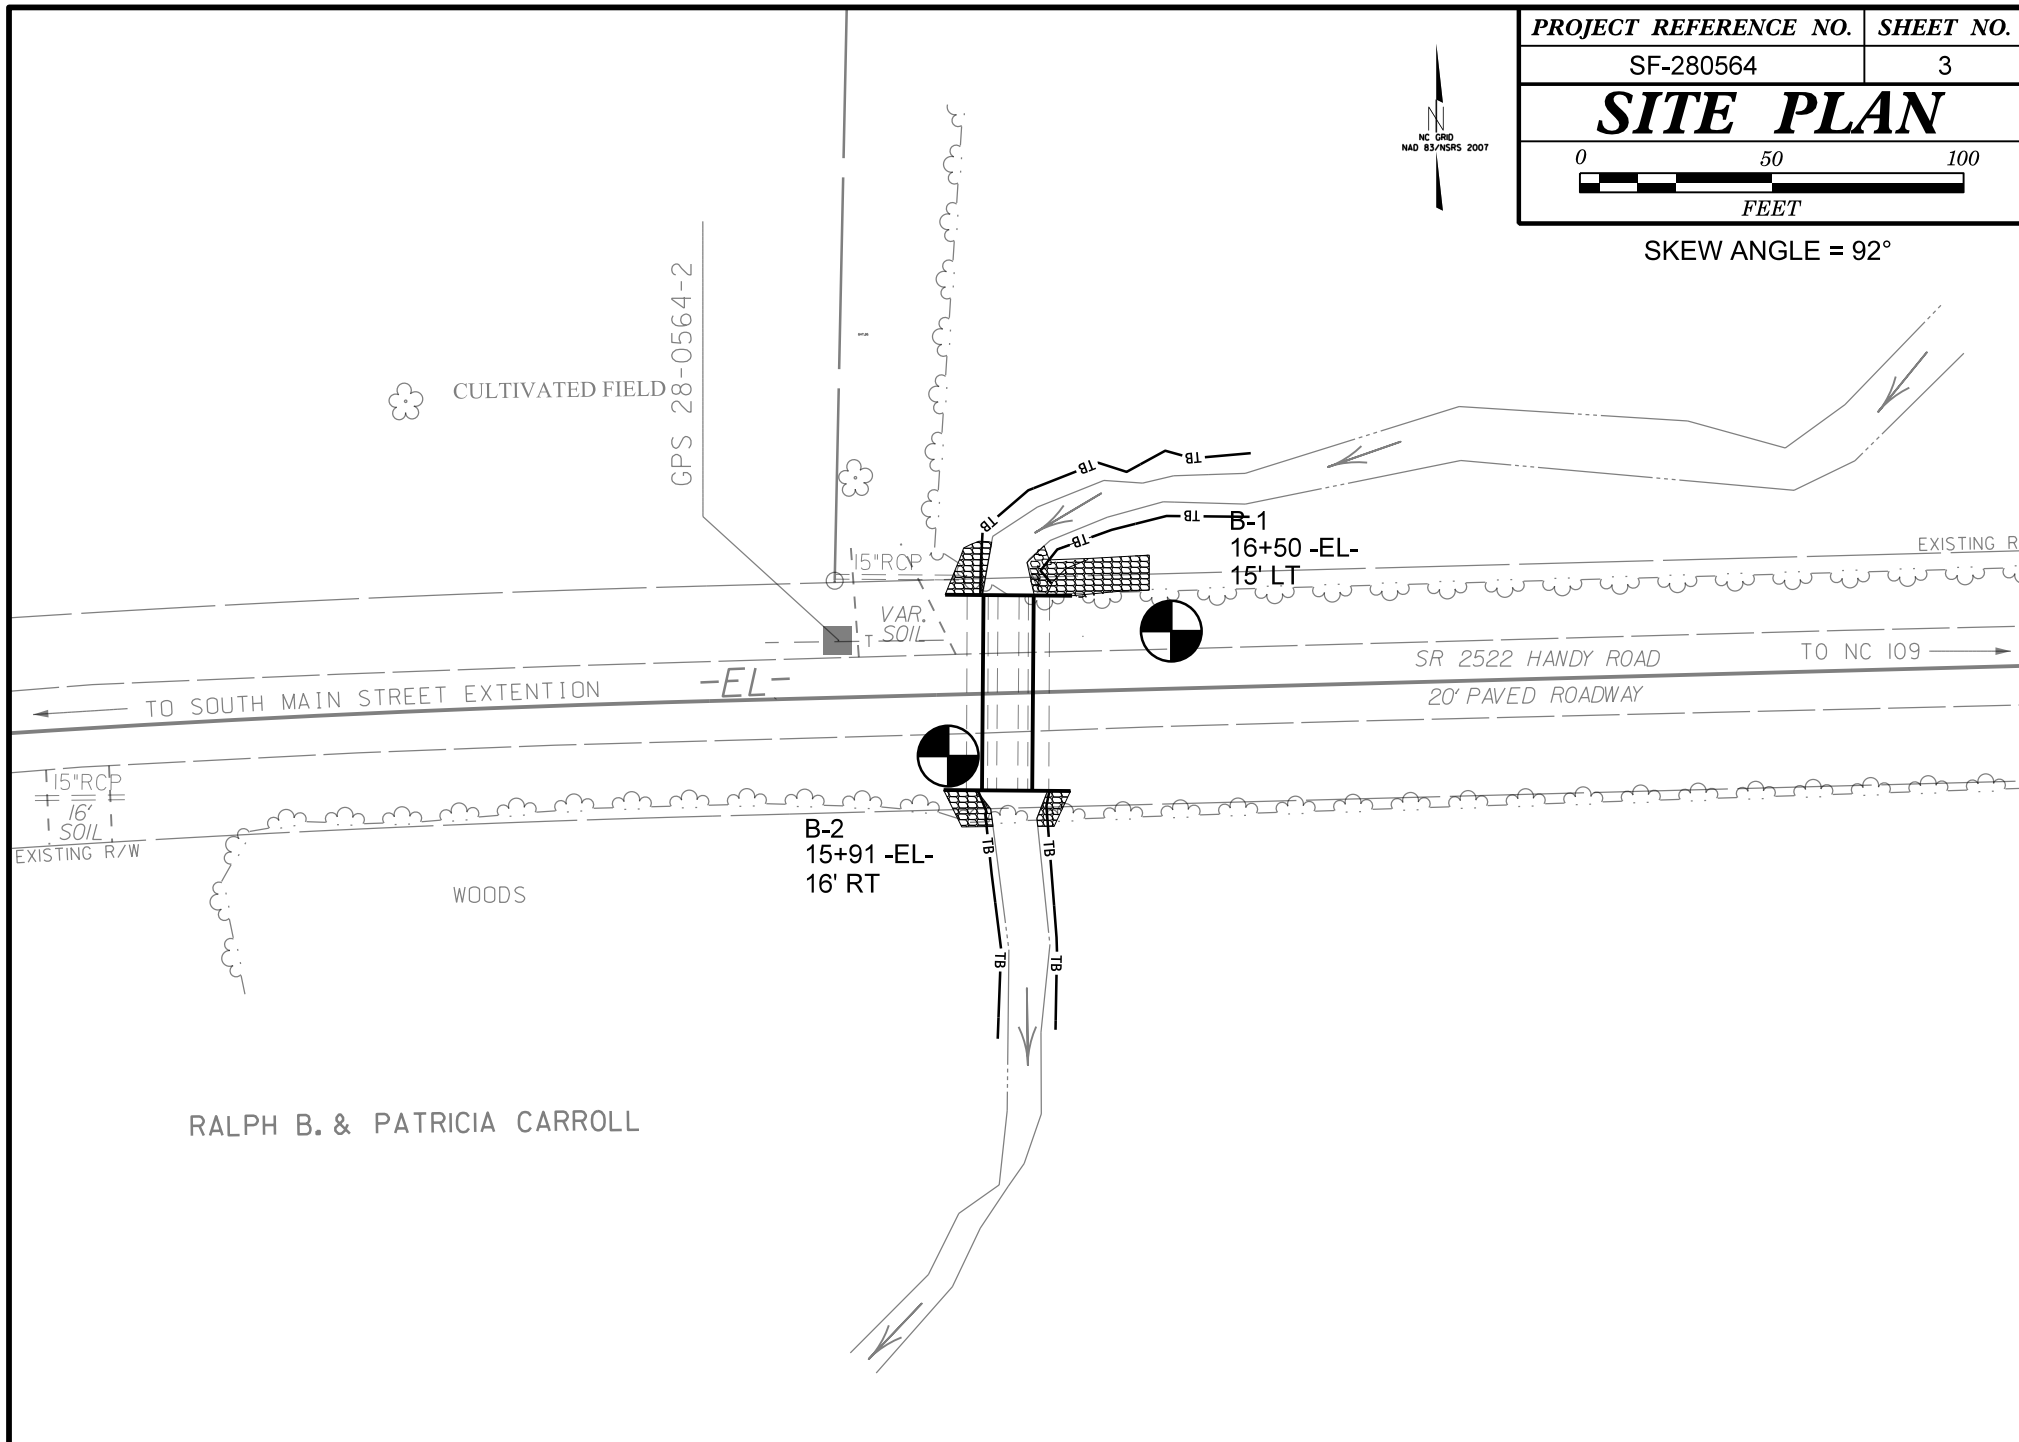 PROJECT REFERENCE NO.
SHEET NO.
SF-280564
3
SITE PLAN
0 50 100
FEET
SKEW ANGLE = 92°
N
NC GRID
NAD 83/NSRS 2007
GPS 28-0564-2
CULTIVATED FIELD
TB
TB
TB
TB
TB
B-1
16+50 -EL-
15' LT
EXISTING R
15"RCP
VAR.
SOIL
T
SR 2522 HANDY ROAD
TO NC 109
20' PAVED ROADWAY
-EL-
TO SOUTH MAIN STREET EXTENTION
15"RCP
16'
SOIL
EXISTING R/W
B-2
15+91 -EL-
16' RT
TB
TB
WOODS
TB
TB
RALPH B. & PATRICIA CARROLL